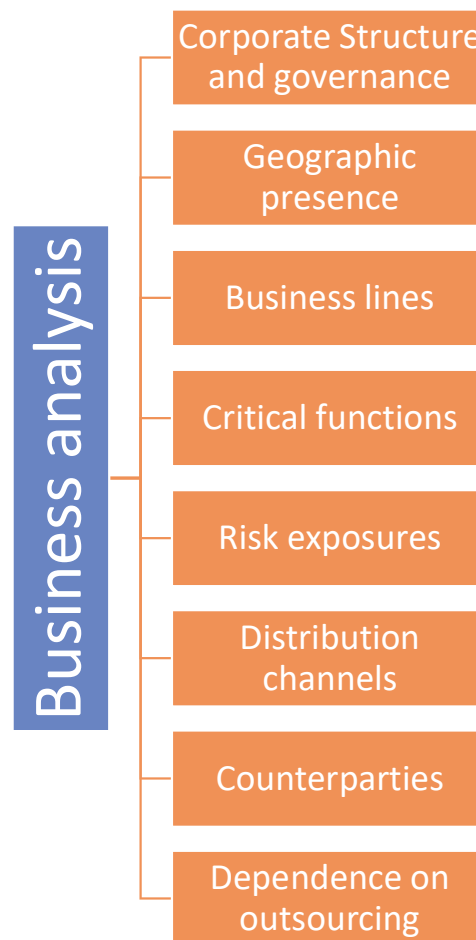 Business analysis
Corporate Structure
and governance
Geographic
presence
Business lines
Critical functions
Risk exposures
Distribution
channels
Counterparties
Dependence on
outsourcing